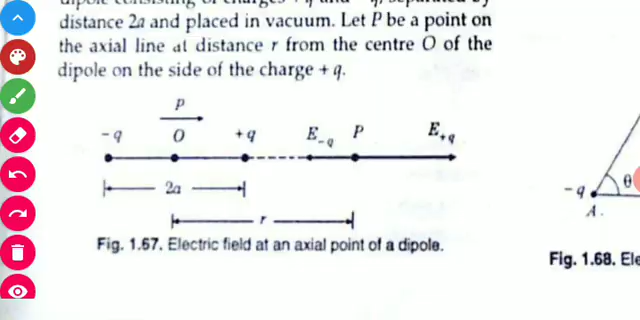 distance 2a and placed in vacuum. Let P be a point on
the axial line at distance r from the centre O of the
dipole on the side of the charge + q.
p
-q O +q E-q P E+q
2a
r
Fig. 1.67. Electric field at an axial point of a dipole.
θ
-q
A.
Fig. 1.68. Ele